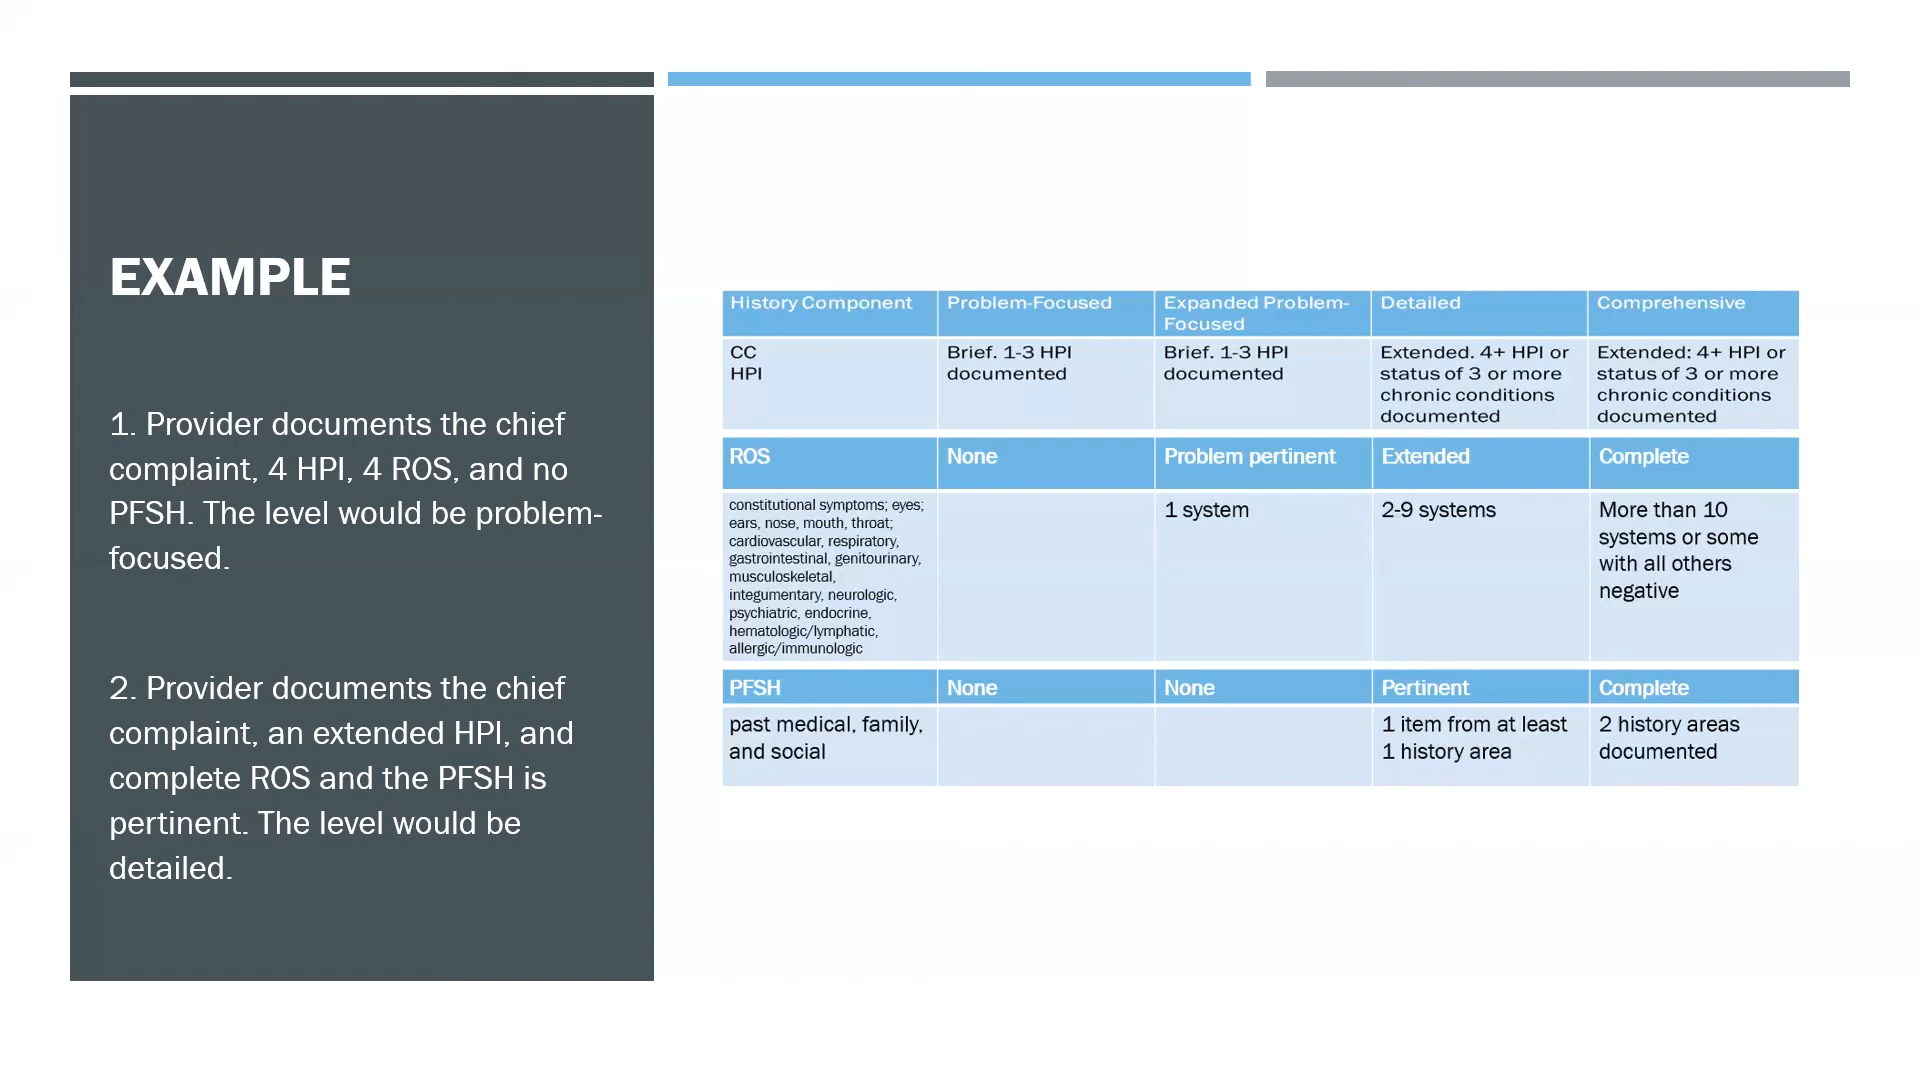 EXAMPLE
1. Provider documents the chief
complaint, 4 HPI, 4 ROS, and no
PFSH. The level would be problem-
focused.
2. Provider documents the chief
complaint, an extended HPI, and
complete ROS and the PFSH is
pertinent. The level would be
detailed.
History Component
Problem-Focused
Expanded Problem-
Focused
Detailed
Comprehensive
CC
HPI
Brief. 1-3 HPI
documented
Brief. 1-3 HPI
documented
Extended. 4+ HPI or
status of 3 or more
chronic conditions
documented
Extended: 4+ HPI or
status of 3 or more
chronic conditions
documented
ROS
None
Problem pertinent
Extended
Complete
constitutional symptoms; eyes;
ears, nose, mouth, throat;
cardiovascular, respiratory,
gastrointestinal, genitourinary,
musculoskeletal,
integumentary, neurologic,
psychiatric, endocrine,
hematologic/lymphatic,
allergic/immunologic
1 system
2-9 systems
More than 10
systems or some
with all others
negative
PFSH
None
None
Pertinent
Complete
past medical, family,
and social
1 item from at least
1 history area
2 history areas
documented